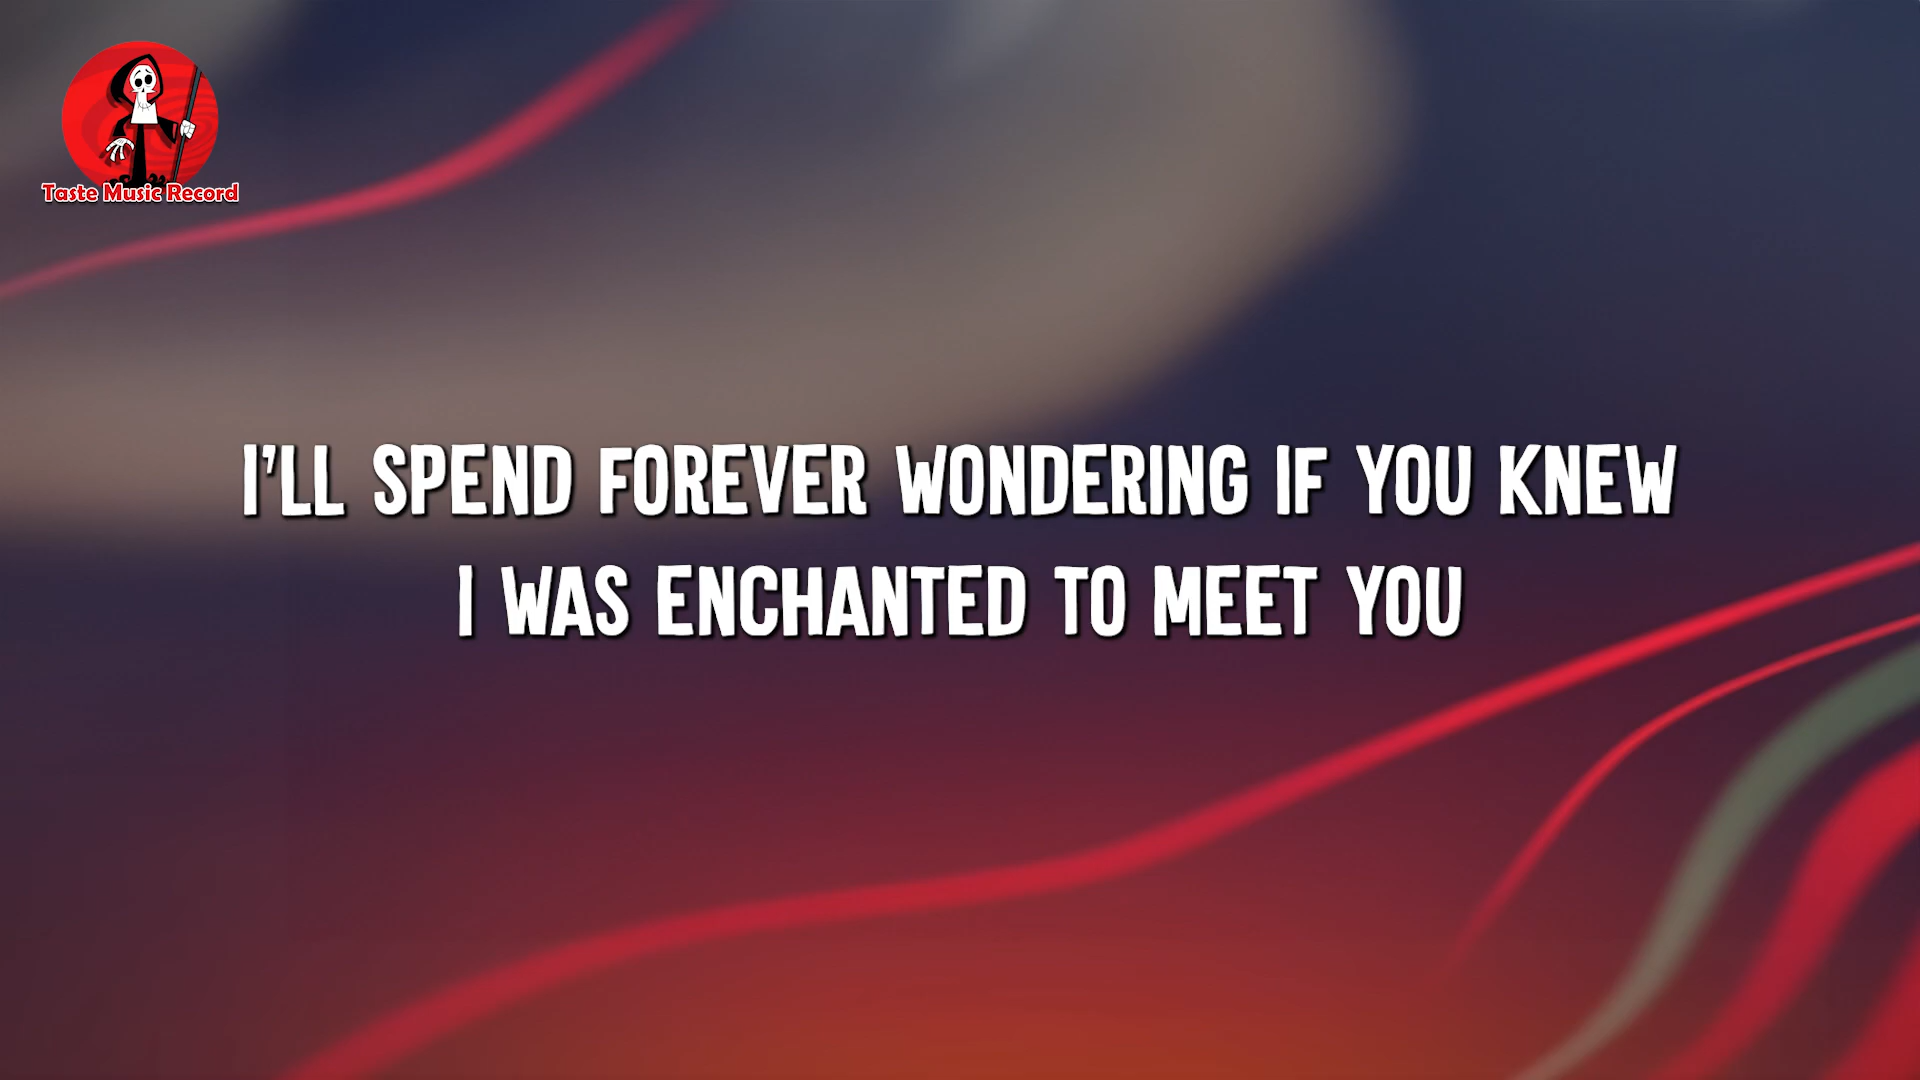 Taste Music Record
I'LL SPEND FOREVER WONDERING IF YOU KNEW
I WAS ENCHANTED TO MEET YOU